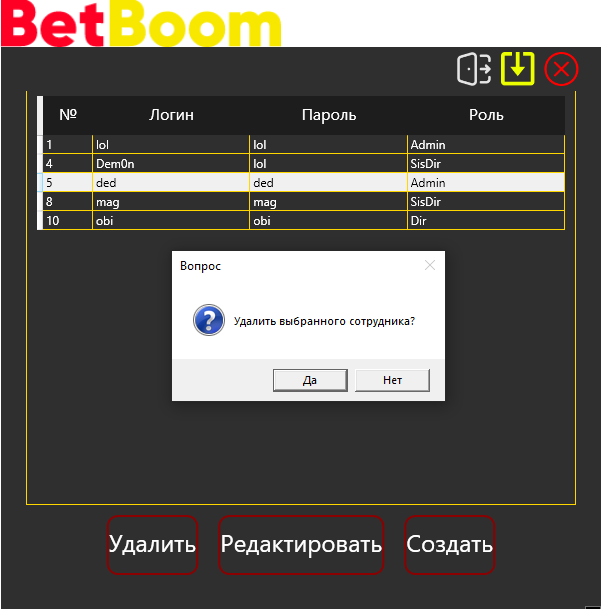 BetBoom
№ Логин Пароль Роль
1 lol lol Admin
4 Dem0n lol SisDir
5 ded ded Admin
8 mag mag SisDir
10 obi obi Dir
Вопрос
Удалить выбранного сотрудника?
Да Нет
Удалить Редактировать Создать